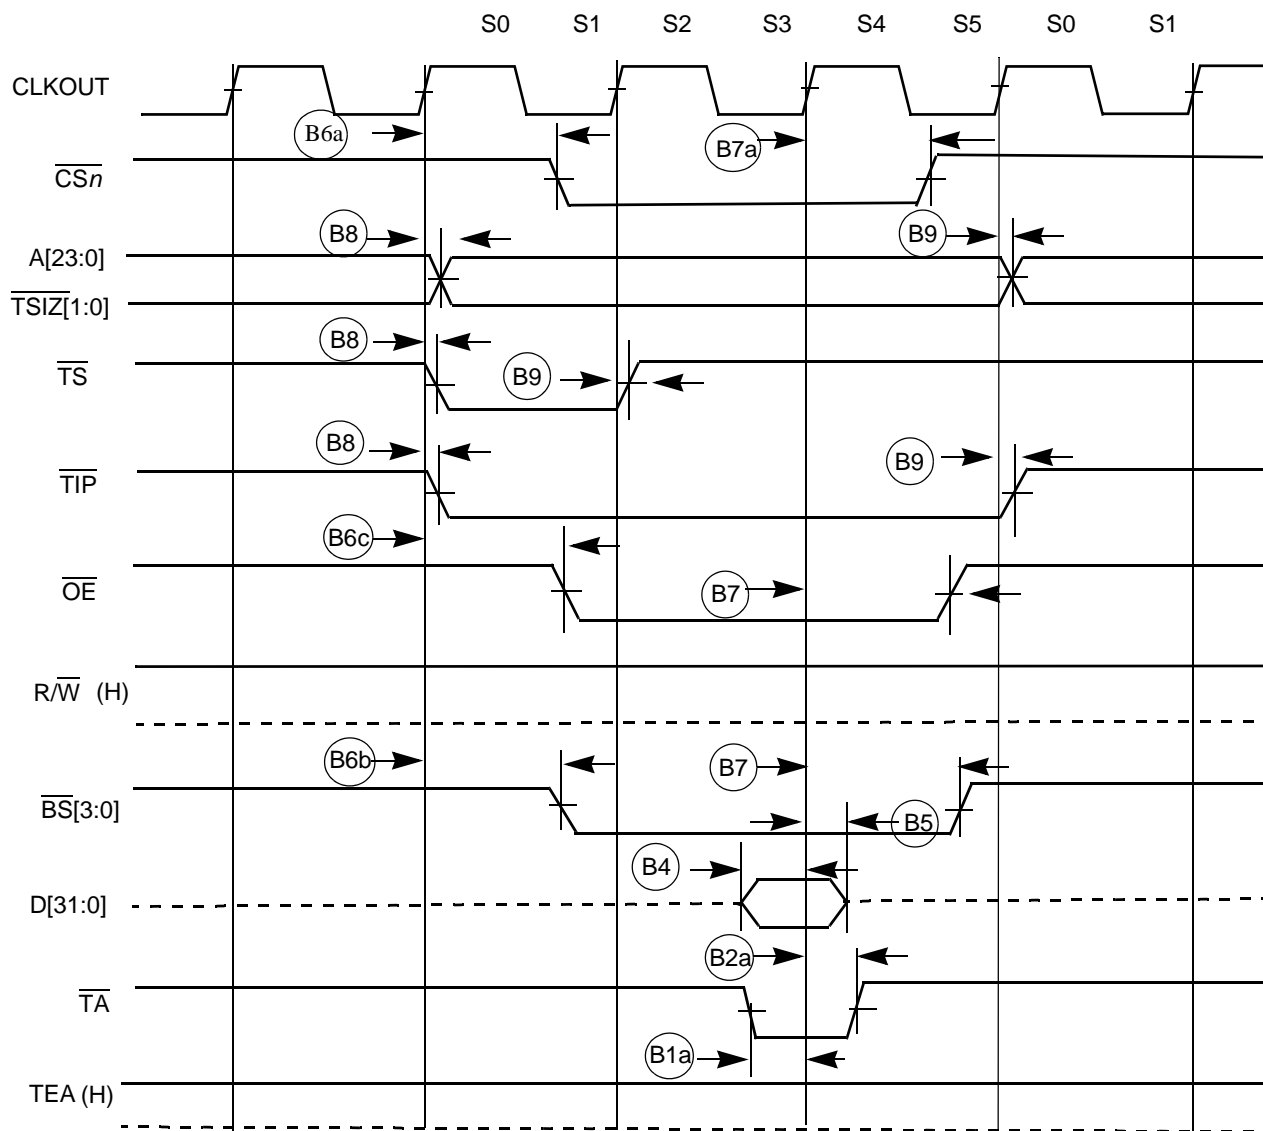 S0 S1 S2 S3 S4 S5 S0 S1
CLKOUT
B6a B7a
CSn
B8 B9
A[23:0]
TSIZ[1:0]
B8
TS B9
B8 B9
TIP
B6c
OE B7
R/W (H)
B6b B7
BS[3:0] B5
B4
D[31:0]
B2a
TA
B1a
TEA (H)